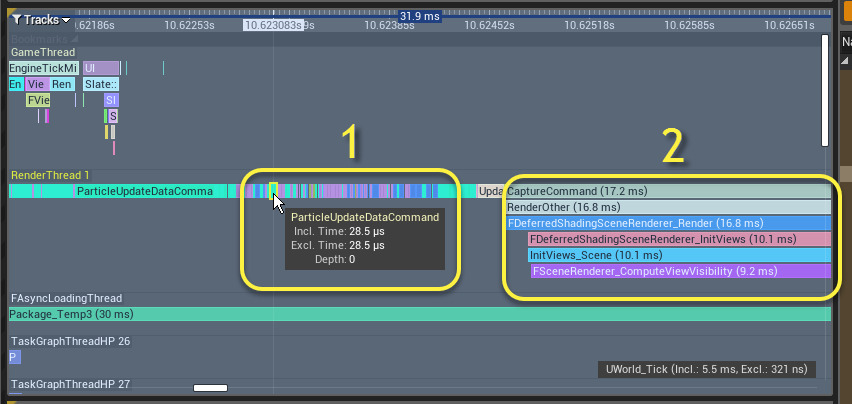 Tracks
31.9 ms
.62186s 10.62253s 10.623083s 9s 10.62385s 10.62452s 10.62518s 10.62585s 10.62651s
Bookmarks
Na
GameThread
EngineTickMi UI
En Vie Ren Slate::
FVie Sl
S
1
2
RenderThread 1
ParticleUpdateDataComma Upda CaptureCommand (17.2 ms)
RenderOther (16.8 ms)
ParticleUpdateDataCommand
Incl. Time: 28.5 µs
Excl. Time: 28.5 µs
Depth: 0
FDeferredShadingSceneRenderer_Render (16.8 ms)
FDeferredShadingSceneRenderer_InitViews (10.1 ms)
InitViews_Scene (10.1 ms)
FSceneRenderer_ComputeViewVisibility (9.2 ms)
FAsyncLoadingThread
Package_Temp3 (30 ms)
TaskGraphThreadHP 26
P
UWorld_Tick (Incl.: 5.5 ms, Excl.: 321 ns)
TaskGraphThreadHP 27